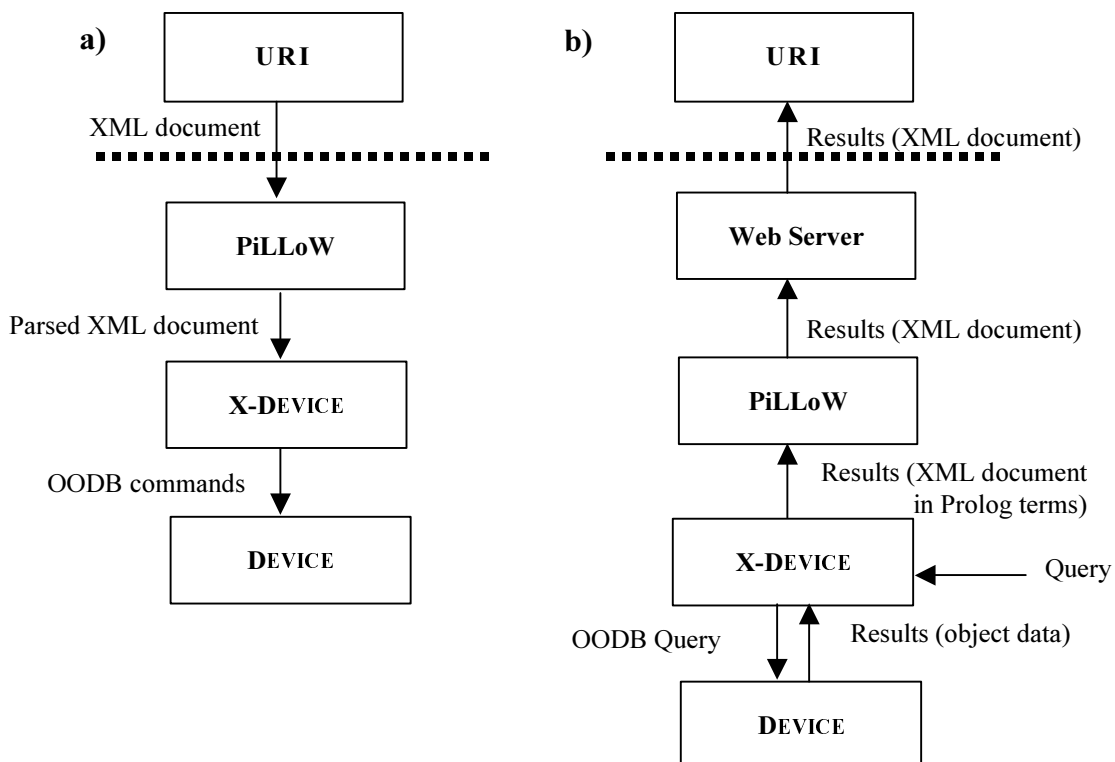 a)
URI
XML document
PiLLoW
Parsed XML document
X-DEVICE
OODB commands
DEVICE
b)
URI
Results (XML document)
Web Server
Results (XML document)
PiLLoW
Results (XML document
in Prolog terms)
X-DEVICE
Query
OODB Query
Results (object data)
DEVICE